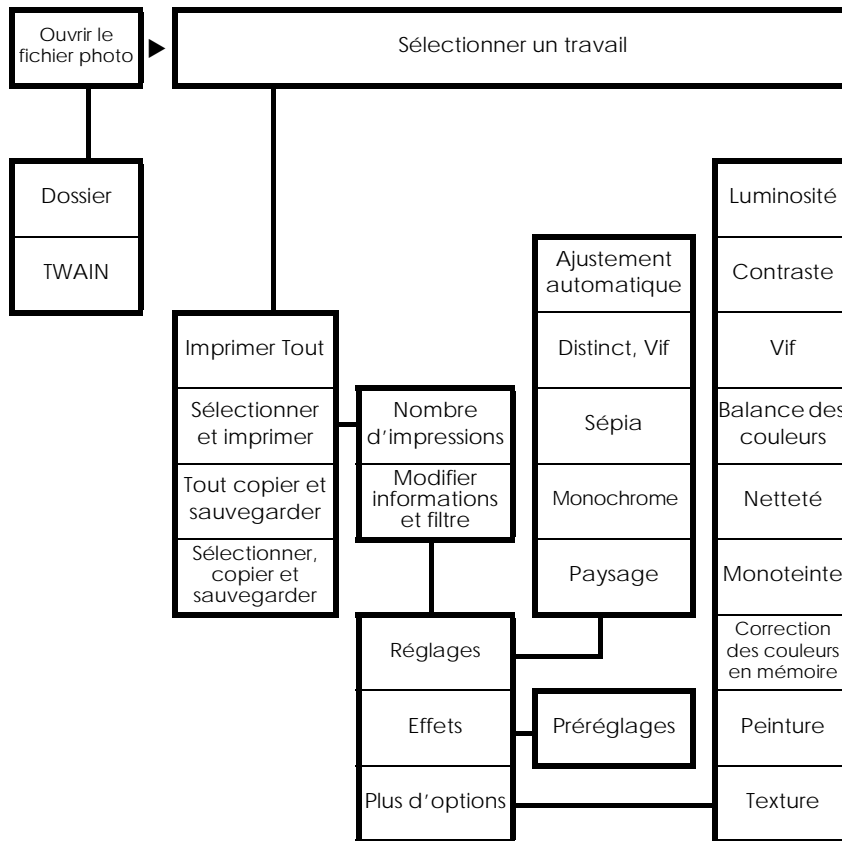 Ouvrir le
fichier photo
Sélectionner un travail
Dossier
TWAIN
Imprimer Tout
Sélectionner
et imprimer
Tout copier et
sauvegarder
Sélectionner,
copier et
sauvegarder
Nombre
d'impressions
Modifier
informations
et filtre
Réglages
Effets
Plus d'options
Ajustement
automatique
Distinct, Vif
Sépia
Monochrome
Paysage
Préréglages
Luminosité
Contraste
Vif
Balance des
couleurs
Netteté
Monoteinte
Correction
des couleurs
en mémoire
Peinture
Texture